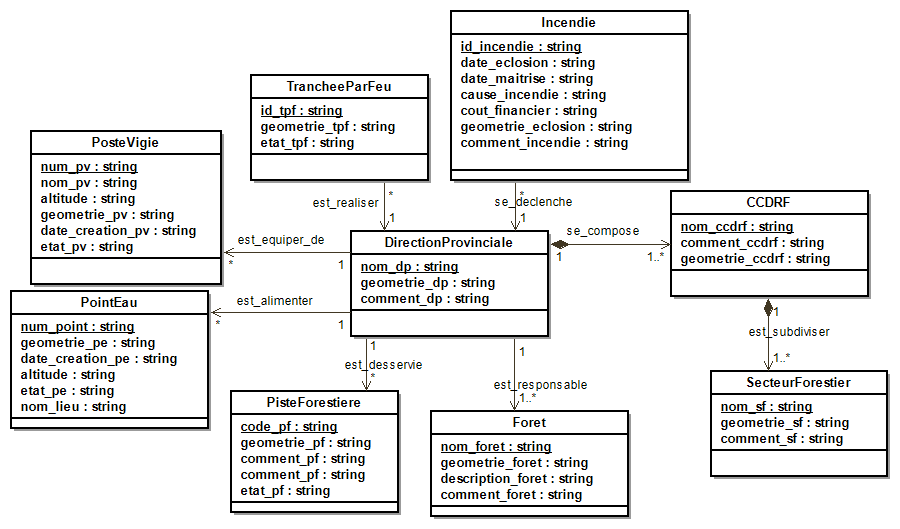 Incendie
id_incendie : string
date_eclosion : string
date_maitrise : string
cause_incendie : string
cout_financier : string
geometrie_eclosion : string
comment_incendie : string
TrancheeParFeu
id_tpf : string
geometrie_tpf : string
etat_tpf : string
PosteVigie
num_pv : string
nom_pv : string
altitude : string
geometrie_pv : string
date_creation_pv : string
etat_pv : string
*
est_realiser
1
*
se_declenche
1
CCDRF
nom_ccdrf : string
comment_ccdrf : string
geometrie_ccdrf : string
DirectionProvinciale
nom_dp : string
geometrie_dp : string
comment_dp : string
se_compose
1
1..*
est_equiper_de
*
1
PointEau
num_point : string
geometrie_pe : string
date_creation_pe : string
altitude : string
etat_pe : string
nom_lieu : string
est_alimenter
*
1
1
est_subdiviser
1..*
1
est_desservie
*
1
est_responsable
1..*
PisteForestiere
code_pf : string
geometrie_pf : string
comment_pf : string
comment_pf : string
etat_pf : string
Foret
nom_foret : string
geometrie_foret : string
description_foret : string
comment_foret : string
SecteurForestier
nom_sf : string
geometrie_sf : string
comment_sf : string